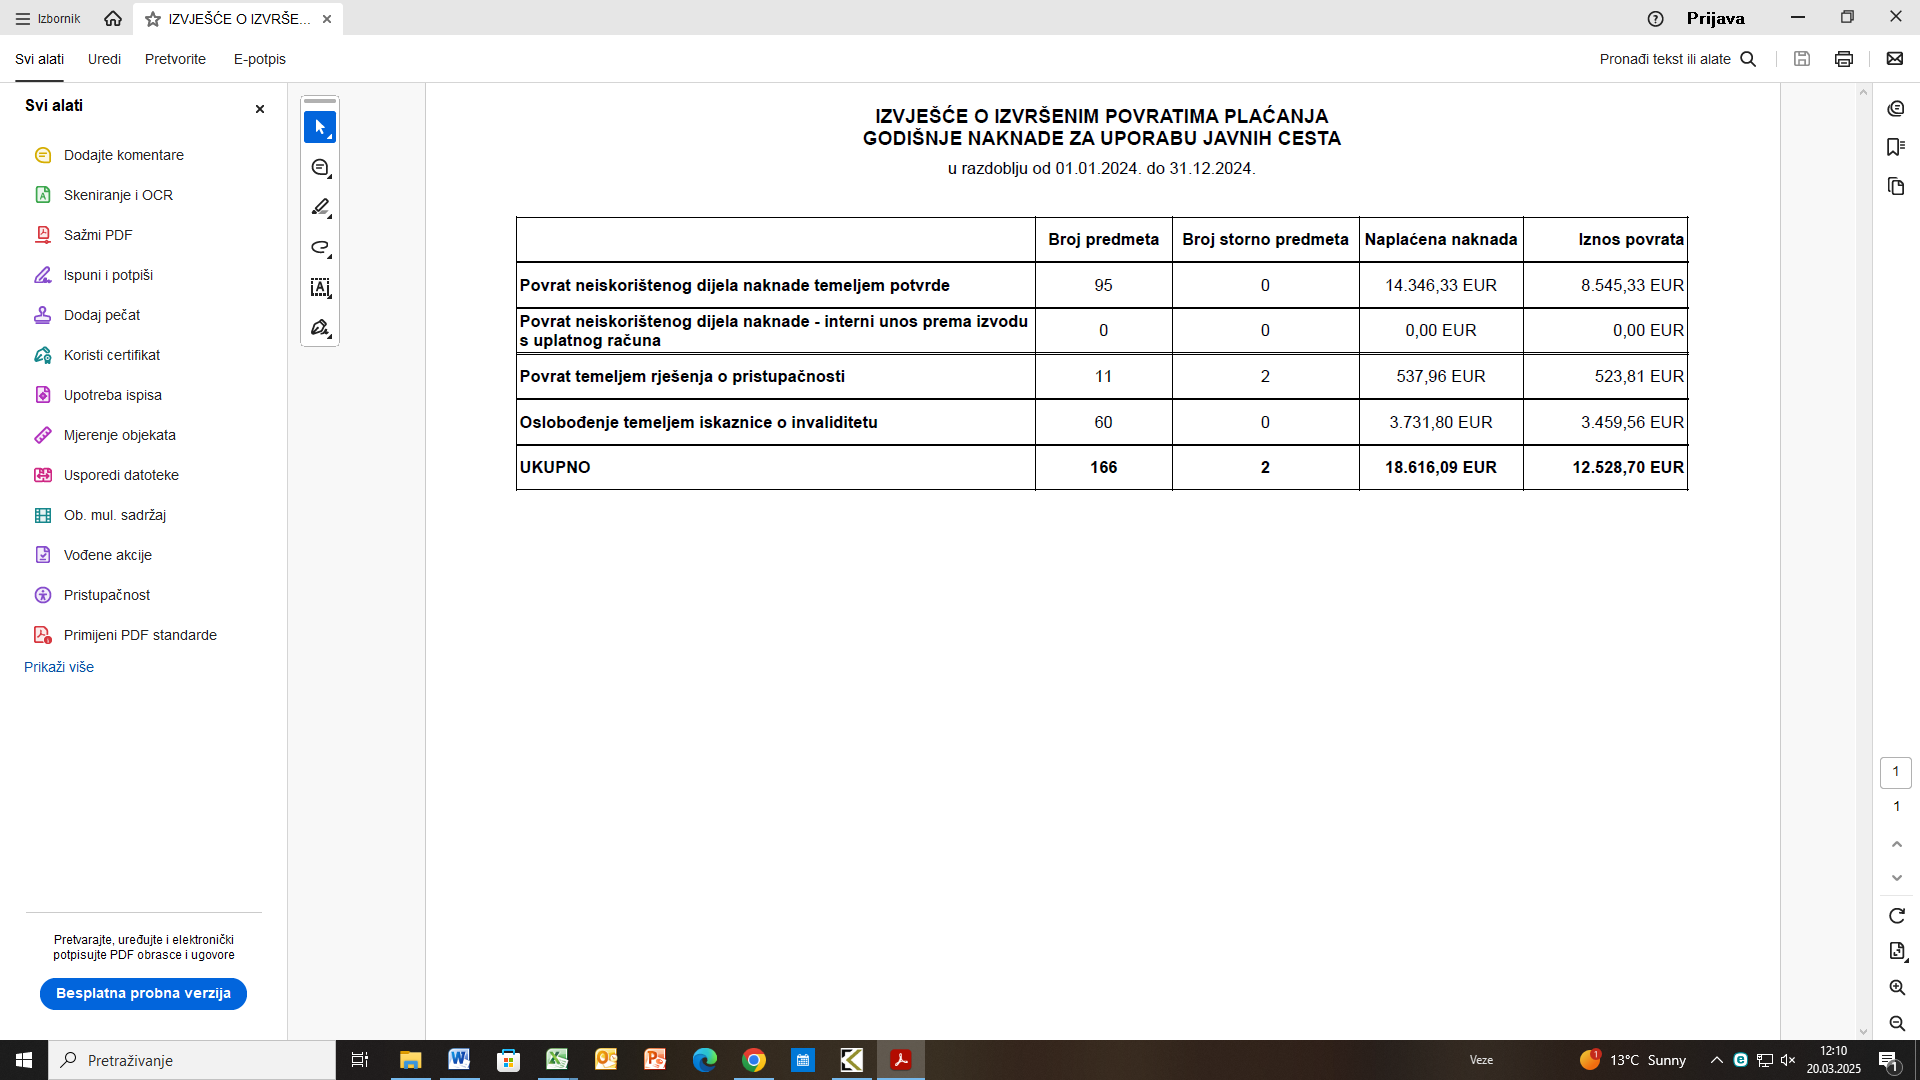 Izbornik
IZVJEŠĆE O IZVRŠE...
Prijava
Svi alati
Uredi
Pretvorite
E-potpis
Pronađi tekst ili alate
Svi alati
Dodajte komentare
Skeniranje i OCR
Sažmi PDF
Ispuni i potpiši
Dodaj pečat
Koristi certifikat
Upotreba ispisa
Mjerenje objekata
Usporedi datoteke
Ob. mul. sadržaj
Vođene akcije
Pristupačnost
Primijeni PDF standarde
Prikaži više
Pretvarajte, uređujte i elektronički
potpisujte PDF obrasce i ugovore
Besplatna probna verzija
IZVJEŠĆE O IZVRŠENIM POVRATIMA PLAĆANJA
GODIŠNJE NAKNADE ZA UPORABU JAVNIH CESTA
u razdoblju od 01.01.2024. do 31.12.2024.
Broj predmeta Broj storno predmeta Naplaćena naknada Iznos povrata
Povrat neiskorištenog dijela naknade temeljem potvrde 95 0 14.346,33 EUR 8.545,33 EUR
Povrat neiskorištenog dijela naknade - interni unos prema izvodu
s uplatnog računa 0 0 0,00 EUR 0,00 EUR
Povrat temeljem rješenja o pristupačnosti 11 2 537,96 EUR 523,81 EUR
Oslobođenje temeljem iskaznice o invaliditetu 60 0 3.731,80 EUR 3.459,56 EUR
UKUPNO 166 2 18.616,09 EUR 12.528,70 EUR
1
1
Pretraživanje
Veze
1
13°C Sunny
12:10
20.03.2025
1